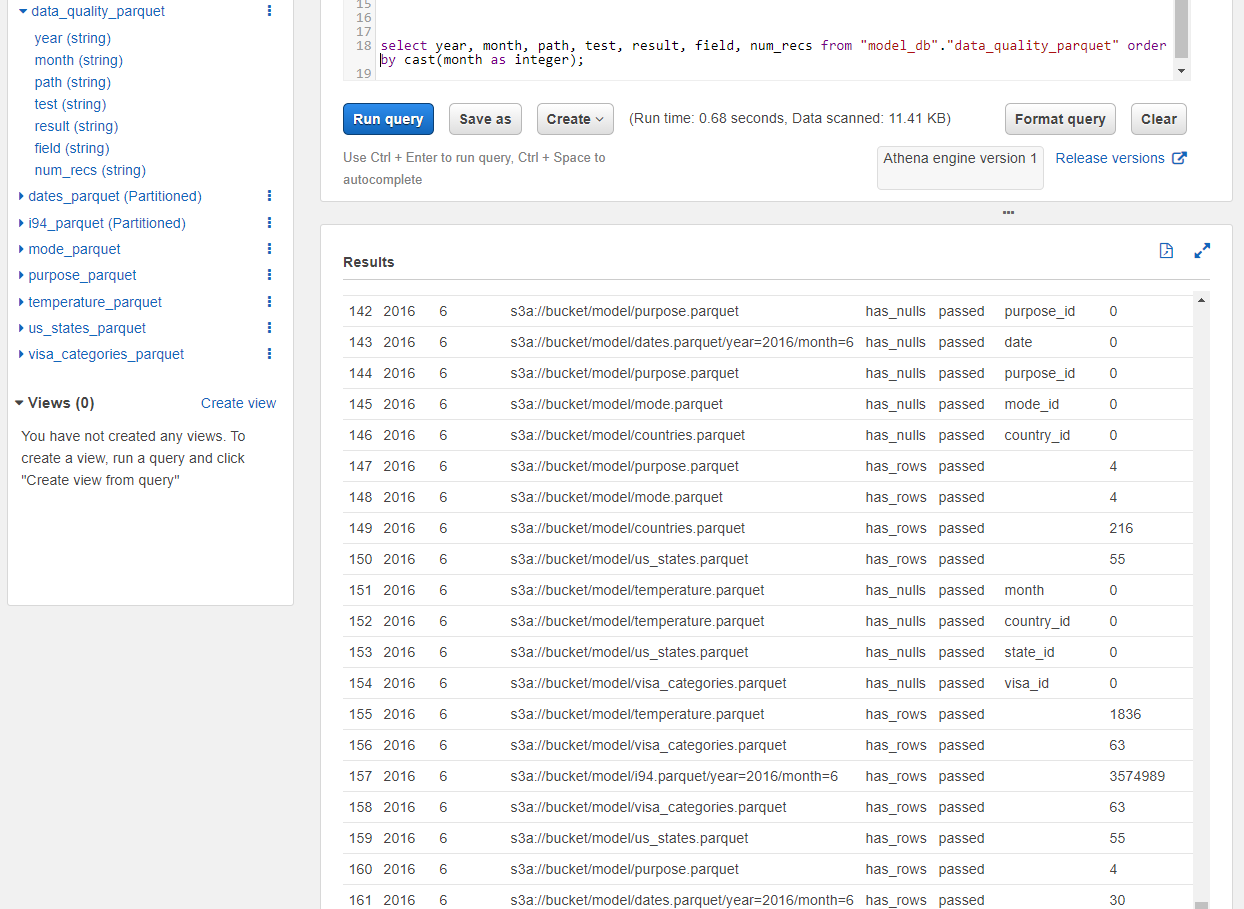 data_quality_parquet
year (string)
month (string)
path (string)
test (string)
result (string)
field (string)
num_recs (string)
dates_parquet (Partitioned)
i94_parquet (Partitioned)
mode_parquet
purpose_parquet
temperature_parquet
us_states_parquet
visa_categories_parquet
Views (0) Create view
You have not created any views. To
create a view, run a query and click
"Create view from query"
15
16
17
18 select year, month, path, test, result, field, num_recs from "model_db"."data_quality_parquet" order
by cast(month as integer);
19
Run query Save as Create (Run time: 0.68 seconds, Data scanned: 11.41 KB) Format query Clear
Use Ctrl + Enter to run query, Ctrl + Space to
autocomplete
Athena engine version 1 Release versions
Results
142 2016 6 s3a://bucket/model/purpose.parquet has_nulls passed purpose_id 0
143 2016 6 s3a://bucket/model/dates.parquet/year=2016/month=6 has_nulls passed date 0
144 2016 6 s3a://bucket/model/purpose.parquet has_nulls passed purpose_id 0
145 2016 6 s3a://bucket/model/mode.parquet has_nulls passed mode_id 0
146 2016 6 s3a://bucket/model/countries.parquet has_nulls passed country_id 0
147 2016 6 s3a://bucket/model/purpose.parquet has_rows passed 4
148 2016 6 s3a://bucket/model/mode.parquet has_rows passed 4
149 2016 6 s3a://bucket/model/countries.parquet has_rows passed 216
150 2016 6 s3a://bucket/model/us_states.parquet has_rows passed 55
151 2016 6 s3a://bucket/model/temperature.parquet has_nulls passed month 0
152 2016 6 s3a://bucket/model/temperature.parquet has_nulls passed country_id 0
153 2016 6 s3a://bucket/model/us_states.parquet has_nulls passed state_id 0
154 2016 6 s3a://bucket/model/visa_categories.parquet has_nulls passed visa_id 0
155 2016 6 s3a://bucket/model/temperature.parquet has_rows passed 1836
156 2016 6 s3a://bucket/model/visa_categories.parquet has_rows passed 63
157 2016 6 s3a://bucket/model/i94.parquet/year=2016/month=6 has_rows passed 3574989
158 2016 6 s3a://bucket/model/visa_categories.parquet has_rows passed 63
159 2016 6 s3a://bucket/model/us_states.parquet has_rows passed 55
160 2016 6 s3a://bucket/model/purpose.parquet has_rows passed 4
161 2016 6 s3a://bucket/model/dates.parquet/year=2016/month=6 has_rows passed 30